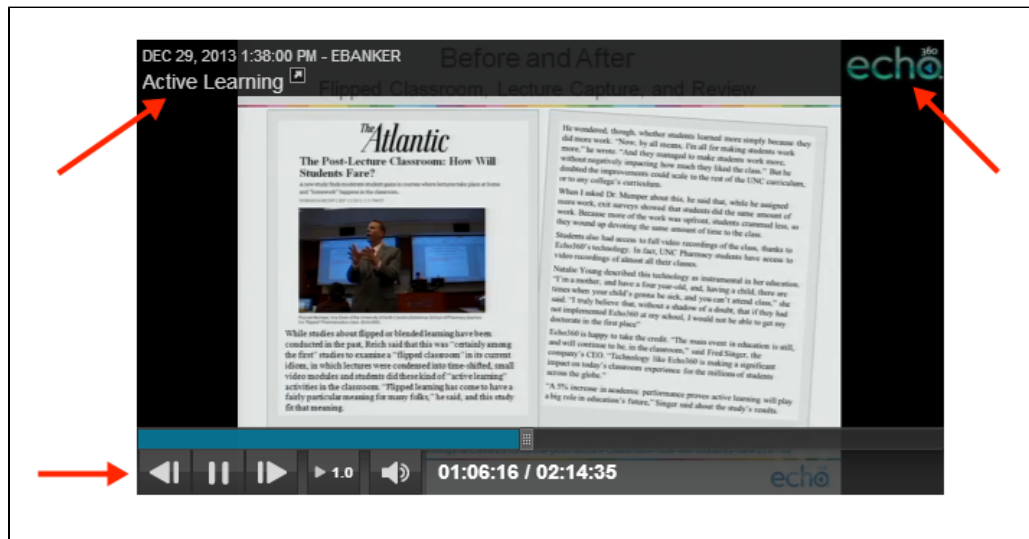 DEC 29, 2013 1:38:00 PM - EBANKER
Active Learning
echo360
Before and After
Flipped Classroom, Lecture Capture, and Review
The Atlantic
The Post-Lecture Classroom: How Will
Students Fare?
A new study finds moderate student gains in courses where lectures take place at home
and "homework" happens in the classroom.
While studies about flipped or blended learning have been
conducted in the past, Reich said that this was "certainly among
the first" studies to examine a "flipped classroom" in its current
idiom, in which lectures were condensed into time-shifted, small
video modules and students did these kind of "active learning"
activities in the classroom. "Flipped learning has come to have a
fairly particular meaning for many folks," he said, and this study
fit that meaning.
He wondered, though, whether students learned more simply because they
did more work. "Now, by all means, I'm all for making students work
more," he wrote. "And they managed to make students work more,
without negatively impacting how much they liked the class." But he
doubted the improvements could scale to the rest of the UNC curriculum,
or to any college's curriculum.
When I asked Dr. Mumper about this, he said that, while he assigned
more work, exit surveys showed that students did the same amount of
work. Because more of the work was upfront, students crammed less, so
they wound up devoting the same amount of time to the class.
Students also had access to full video recordings of the class, thanks to
Echo360's technology. In fact, UNC Pharmacy students have access to
video recordings of almost all their classes.
Natalie Young described this technology as instrumental in her education.
"I'm a mother, and have a four year-old, and, having a child, there are
times when your child's gonna be sick, and you can't attend class," she
said. "I truly believe that, without a shadow of a doubt, that if they had
not implemented Echo360 at my school, I would not be able to get my
doctorate in the first place"
Echo360 is happy to take the credit. "The main event in education is still,
and will continue to be, in the classroom," said Fred Singer, the
company's CEO. "Technology like Echo360 is making a significant
impact on today's classroom experience for the millions of students
across the globe."
"A 5% increase in academic performance proves active learning will play
a big role in education's future," Singer said about the study's results.
1.0
01:06:16 / 02:14:35
echo